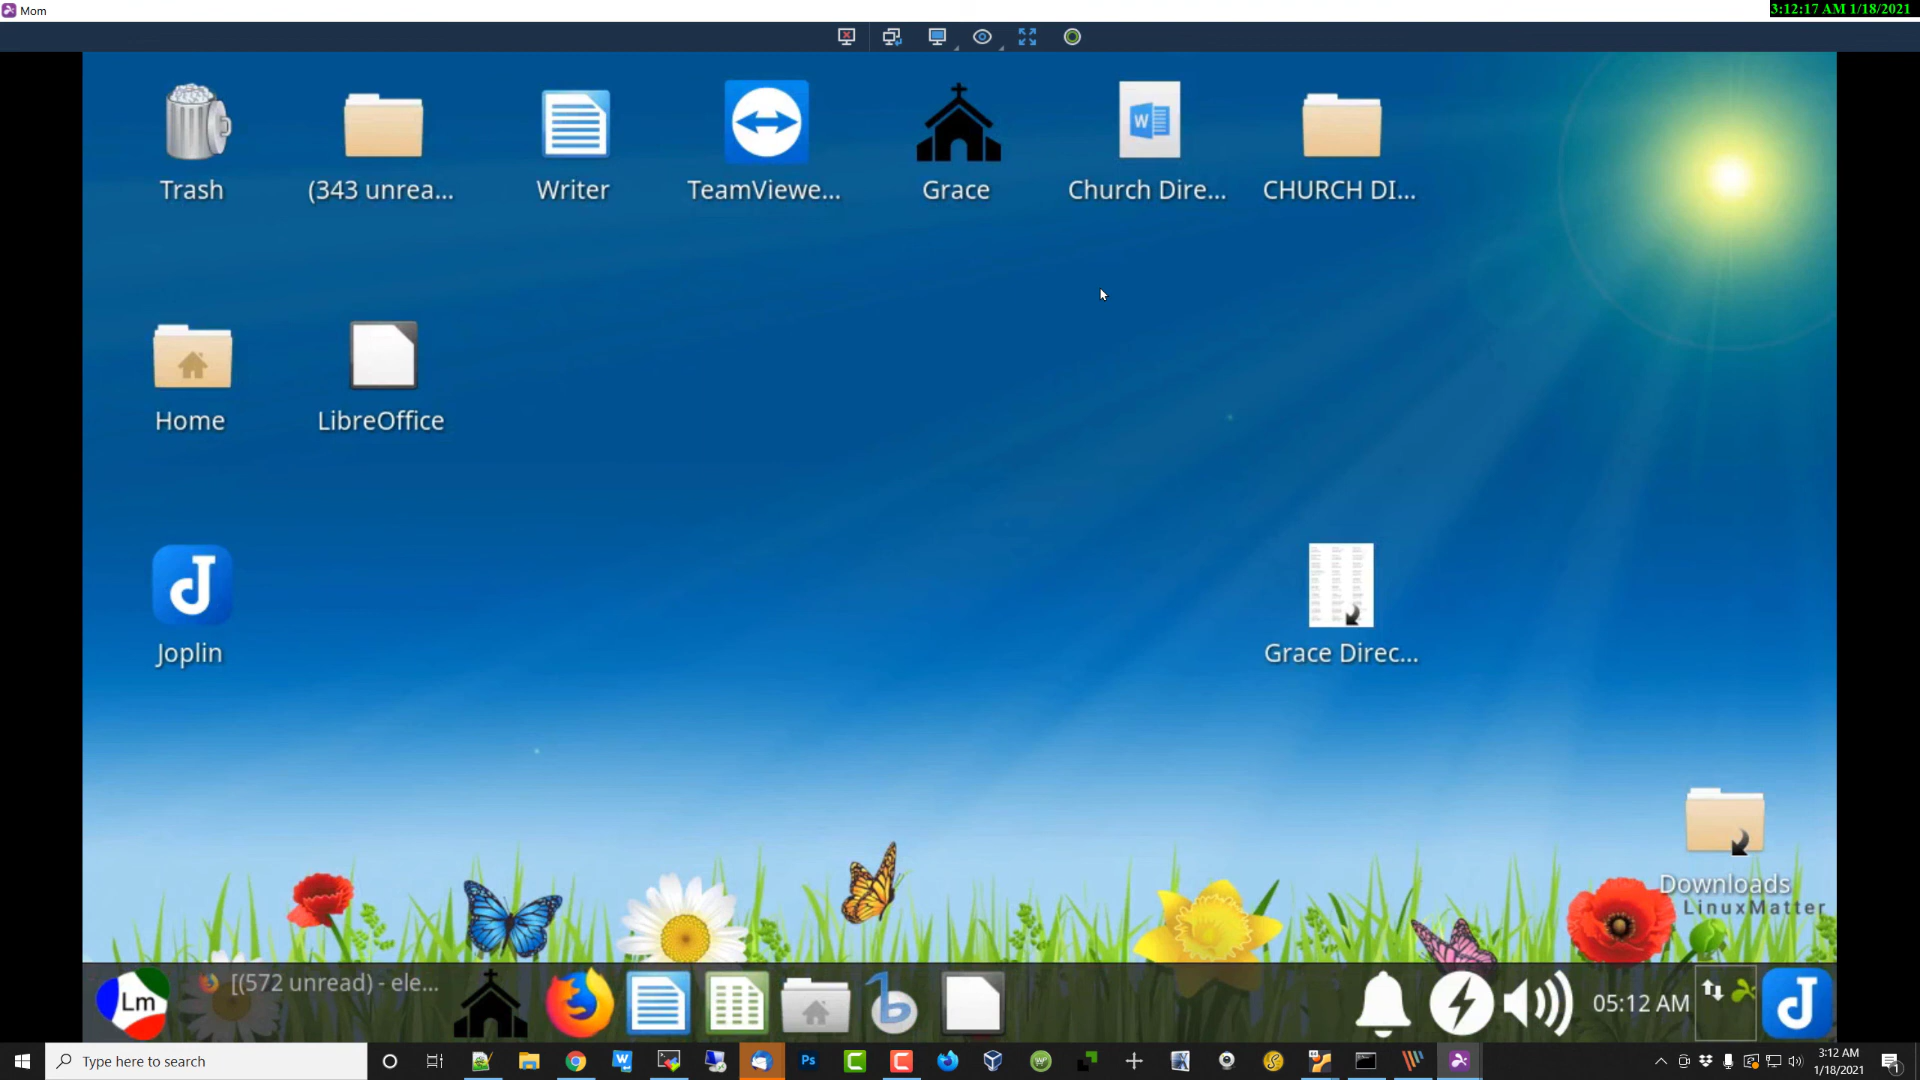 Mom
3:12:17 AM 1/18/2021
Trash
(343 unrea...
Writer
TeamViewe...
Grace
W
Church Dire...
CHURCH DI...
Home
LibreOffice
J
Joplin
Grace Direc...
Downloads
LinuxMatter
Lm
[(572 unread) - ele...
b
05:12 AM
J
Type here to search
W
Ps
C
C
3:12 AM
1/18/2021
1